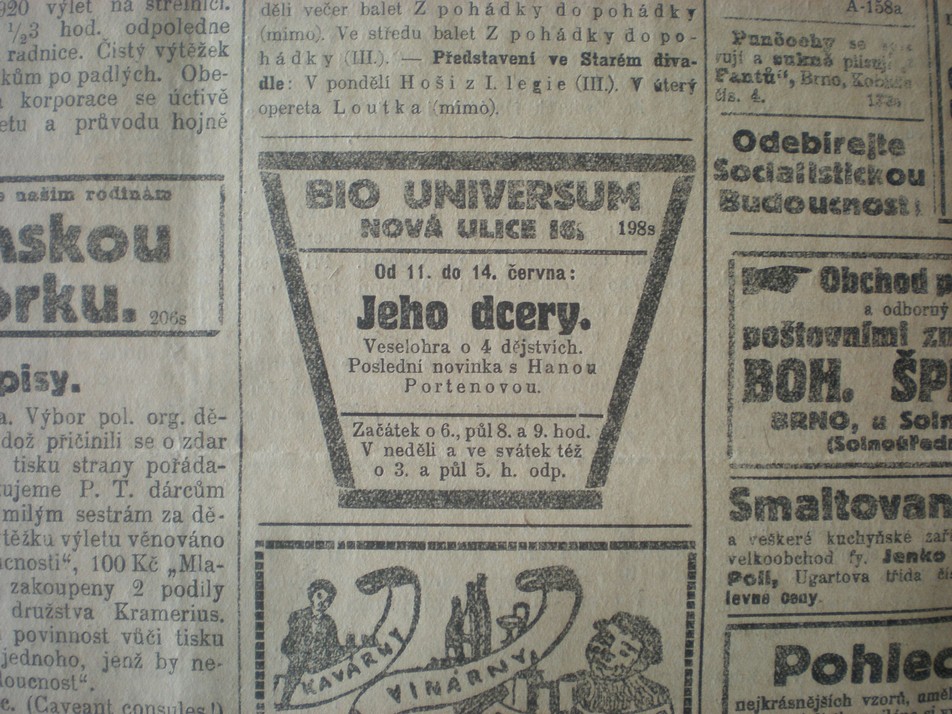 920 výlet na střelnici.
½3 hod. odpoledne
radnice. Čistý výtěžek
kům po padlých. Obe-
korporace se úctivě
etu a průvodu hojně
našim rodinám
nskou
orku. 206s
pisy.
a. Výbor pol. org. dě-
dož přičinili se o zdar
tisku strany pořáda-
ujeme P. T. dárcům
milým sestrám za dě-
těžku výletu věnováno
cnosti“, 100 Kč „Mla-
zakoupeny 2 podíly
družstva Kramerius.
povinnost vůči tisku
jednoho, jenž by ne-
doucnost“.
c. (Caveant consules!)
děli večer balet Z pohádky do pohádky
(mimo). Ve středu balet Z pohádky do po-
hádky (III.). — Představení ve Starém diva-
dle: V pondělí Hoši z I. legie (III.). V úterý
opereta Loutka (mimo).
BIO UNIVERSUM
NOVÁ ULICE 16. 198s
Od 11. do 14. června:
Jeho dcery.
Veselohra o 4 dějstvích.
Poslední novinka s Hanou
Portenovou.
Začátek o 6., půl 8. a 9. hod.
V neděli a ve svátek též
o 3. a půl 5. h. odp.
KAVÁRNY
VINÁRNY,
A-158a
Punčochy se
vují a sukně plisují
Fantů“, Brno,
čís. 4.
Odebírejte
Socialistickou
Budoucnost!
Obchod
a odborný
poštovními
BOH. ŠP
BRNO, u Soln
Smaltovan
a veškeré kuchyňské zaří
velkoobchod fy. Jenko
Poli, Ugartova třída
levné ceny.
Pohled
nejkrásnějších vzorů,